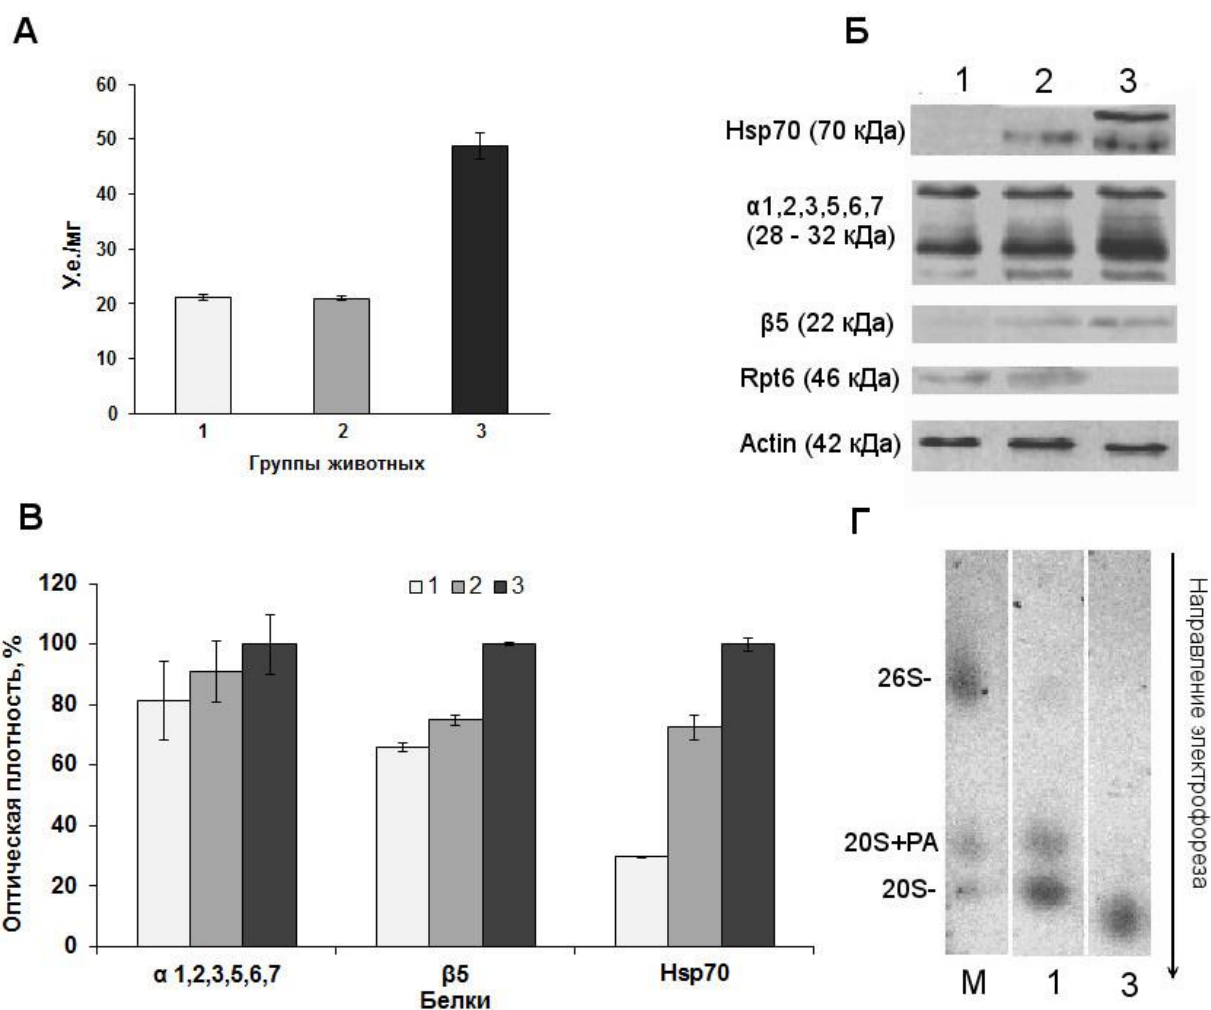 А
60
50
40
30
20
10
0
У.е./мг
1 2 3
Группы животных
Б
1 2 3
Hsp70 (70 кДа)
α1,2,3,5,6,7
(28 - 32 кДа)
β5 (22 кДа)
Rpt6 (46 кДа)
Actin (42 кДа)
В
120
100
80
60
40
20
0
Оптическая плотность, %
1 2 3
α 1,2,3,5,6,7 β5 Hsp70
Белки
Г
26S-
20S+PA
20S-
М 1 3
Направление электрофореза